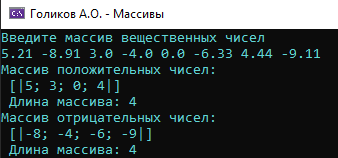 Голиков А.О. - Массивы
Введите массив вещественных чисел
5.21 -8.91 3.0 -4.0 0.0 -6.33 4.44 -9.11
Массив положительных чисел:
[|5; 3; 0; 4|]
Длина массива: 4
Массив отрицательных чисел:
[|-8; -4; -6; -9|]
Длина массива: 4